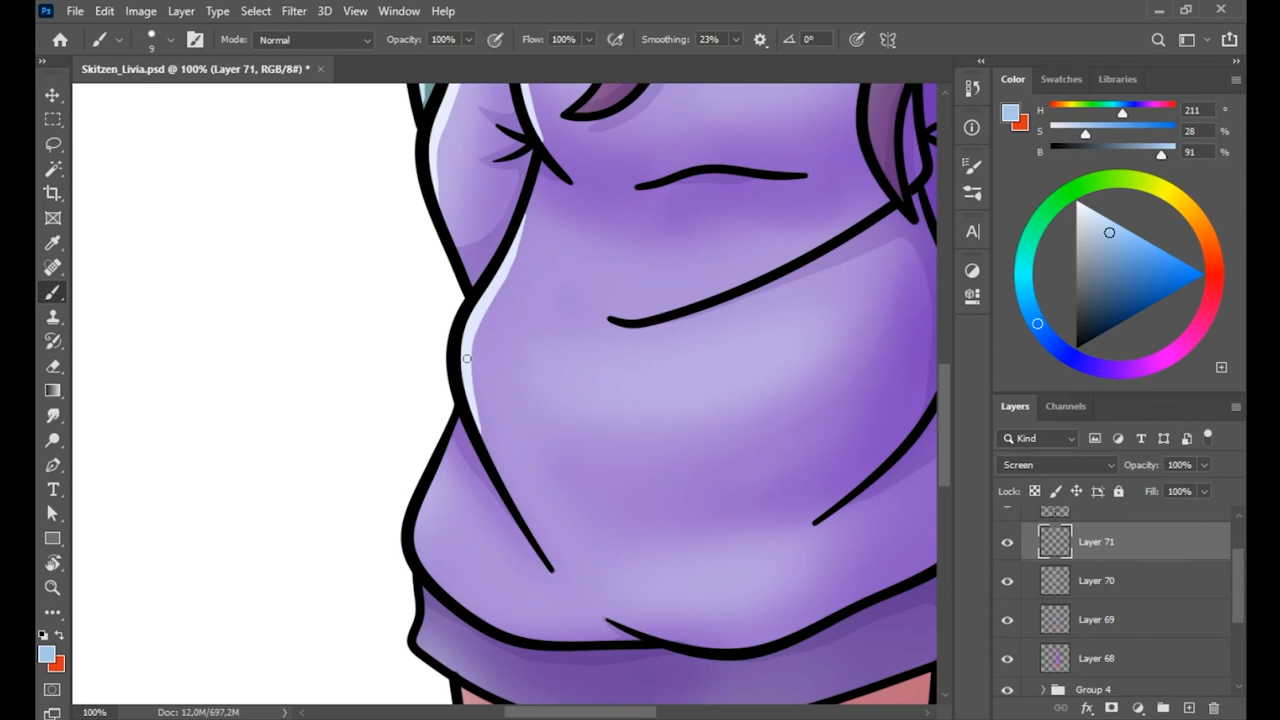 Ps File Edit Image Layer Type Select Filter 3D View Window Help
9 Mode: Normal Opacity: 100% Flow: 100% Smoothing: 23% 0°
Skitzen_Livia.psd @ 100% (Layer 71, RGB/8#) * ×
Color Swatches Libraries
H 211 °
S 28 %
B 91 %
Layers Channels
Kind
Screen Opacity: 100%
Lock: Fill: 100%
Layer 71
Layer 70
Layer 69
Layer 68
Group 4
100% Doc: 12,0M/697,2M